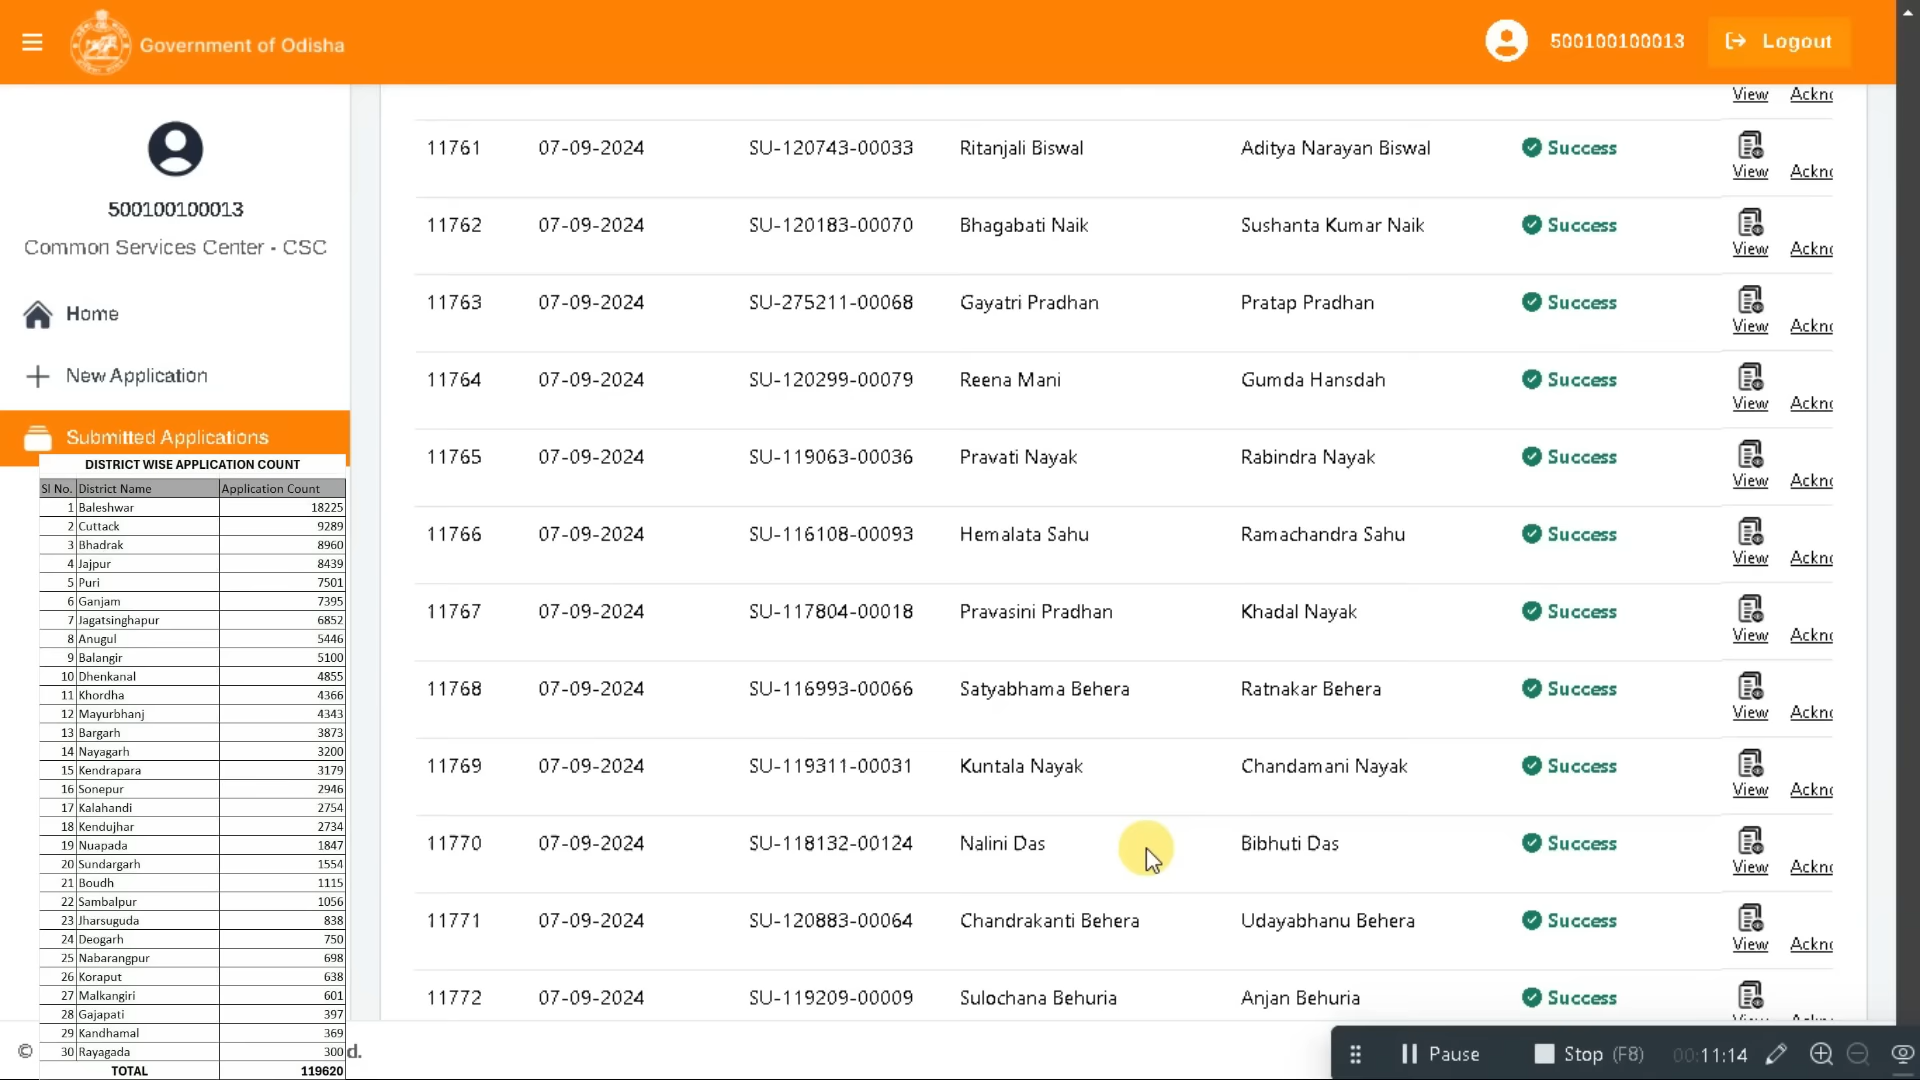 Government of Odisha
500100100013
Logout
500100100013
Common Services Center - CSC
Home
New Application
Submitted Applications
DISTRICT WISE APPLICATION COUNT
Sl No. District Name Application Count
1 Baleshwar 18225
2 Cuttack 9289
3 Bhadrak 8960
4 Jajpur 8439
5 Puri 7501
6 Ganjam 7395
7 Jagatsinghapur 6852
8 Anugul 5446
9 Balangir 5100
10 Dhenkanal 4855
11 Khordha 4366
12 Mayurbhanj 4343
13 Bargarh 3873
14 Nayagarh 3200
15 Kendrapara 3179
16 Sonepur 2946
17 Kalahandi 2754
18 Kendujhar 2734
19 Nuapada 1847
20 Sundargarh 1554
21 Boudh 1115
22 Sambalpur 1056
23 Jharsuguda 838
24 Deogarh 750
25 Nabarangpur 698
26 Koraput 638
27 Malkangiri 601
28 Gajapati 397
29 Kandhamal 369
30 Rayagada 300
TOTAL 119620
© d.
View Ackno
11761 07-09-2024 SU-120743-00033 Ritanjali Biswal Aditya Narayan Biswal Success
View Ackno
11762 07-09-2024 SU-120183-00070 Bhagabati Naik Sushanta Kumar Naik Success
View Ackno
11763 07-09-2024 SU-275211-00068 Gayatri Pradhan Pratap Pradhan Success
View Ackno
11764 07-09-2024 SU-120299-00079 Reena Mani Gumda Hansdah Success
View Ackno
11765 07-09-2024 SU-119063-00036 Pravati Nayak Rabindra Nayak Success
View Ackno
11766 07-09-2024 SU-116108-00093 Hemalata Sahu Ramachandra Sahu Success
View Ackno
11767 07-09-2024 SU-117804-00018 Pravasini Pradhan Khadal Nayak Success
View Ackno
11768 07-09-2024 SU-116993-00066 Satyabhama Behera Ratnakar Behera Success
View Ackno
11769 07-09-2024 SU-119311-00031 Kuntala Nayak Chandamani Nayak Success
View Ackno
11770 07-09-2024 SU-118132-00124 Nalini Das Bibhuti Das Success
View Ackno
11771 07-09-2024 SU-120883-00064 Chandrakanti Behera Udayabhanu Behera Success
View Ackno
11772 07-09-2024 SU-119209-00009 Sulochana Behuria Anjan Behuria Success
Pause Stop (F8) 00:11:14